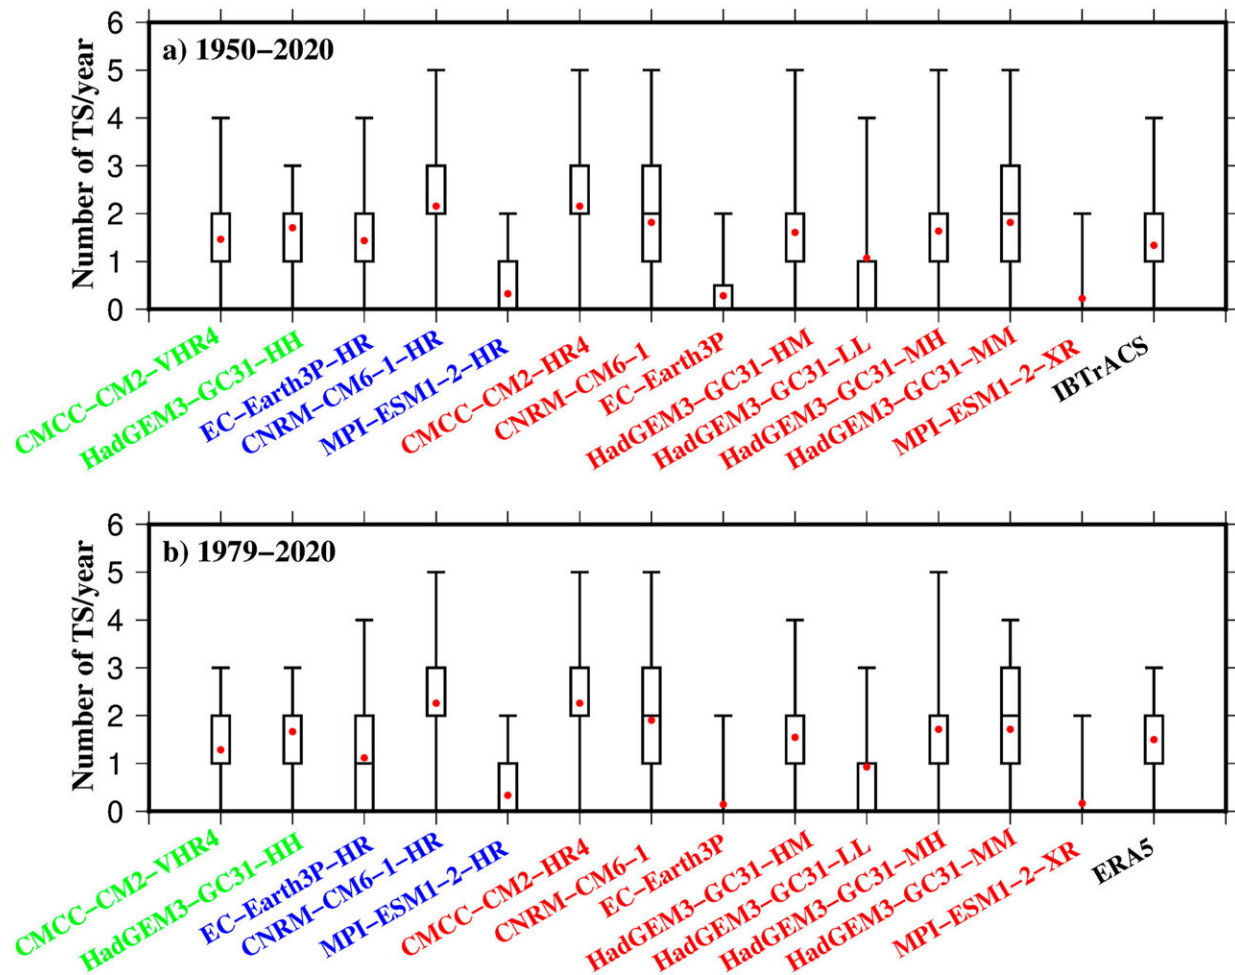 a) 1950–2020
Number of TS/year
6
5
4
3
2
1
0
CMCC–CM2–VHR4
HadGEM3–GC31–HH
EC–Earth3P–HR
CNRM–CM6–1–HR
MPI–ESM1–2–HR
CMCC–CM2–HR4
CNRM–CM6–1
EC–Earth3P
HadGEM3–GC31–HM
HadGEM3–GC31–LL
HadGEM3–GC31–MH
HadGEM3–GC31–MM
MPI–ESM1–2–XR
IBTrACS
b) 1979–2020
Number of TS/year
6
5
4
3
2
1
0
CMCC–CM2–VHR4
HadGEM3–GC31–HH
EC–Earth3P–HR
CNRM–CM6–1–HR
MPI–ESM1–2–HR
CMCC–CM2–HR4
CNRM–CM6–1
EC–Earth3P
HadGEM3–GC31–HM
HadGEM3–GC31–LL
HadGEM3–GC31–MH
HadGEM3–GC31–MM
MPI–ESM1–2–XR
ERA5